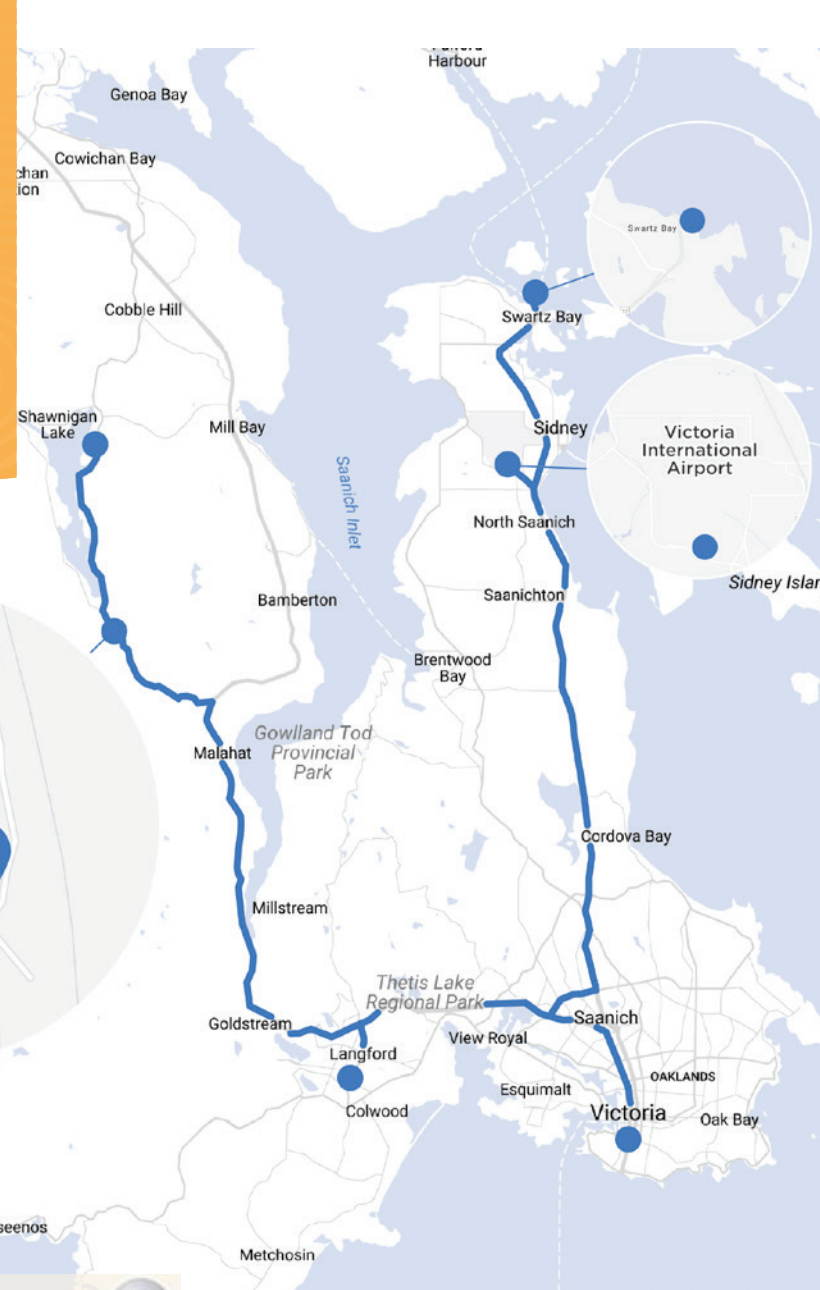 Harbour
Genoa Bay
Cowichan Bay
Swartz Bay
Cobble Hill
Swartz Bay
Shawnigan
Lake
Mill Bay
Sidney
Victoria
International
Airport
Saanich Inlet
North Saanich
Sidney
Bamberton
Saanichton
Brentwood
Bay
Gowlland Tod
Provincial
Park
Malahat
Cordova Bay
Millstream
Thetis Lake
Regional Park
Goldstream
Saanich
View Royal
Langford
OAKLANDS
Esquimalt
Colwood
Victoria
Oak Bay
Metchosin